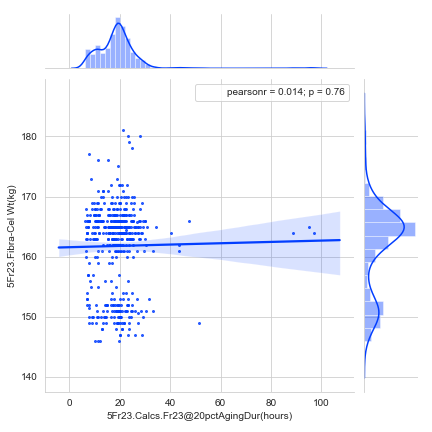 pearsonr = 0.014; p = 0.76
180
170
160
150
140
5Fr23.Fibra-Cel Wt(kg)
0 20 40 60 80 100
5Fr23.Calcs.Fr23@20pctAgingDur(hours)